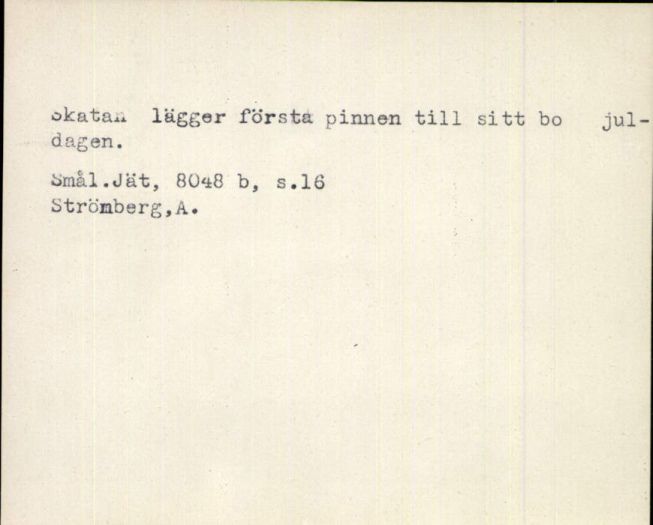 Skatan lägger första pinnen till sitt bo jul-
dagen.
Smål.Jät, 8048 b, s.16
Strömberg,A.